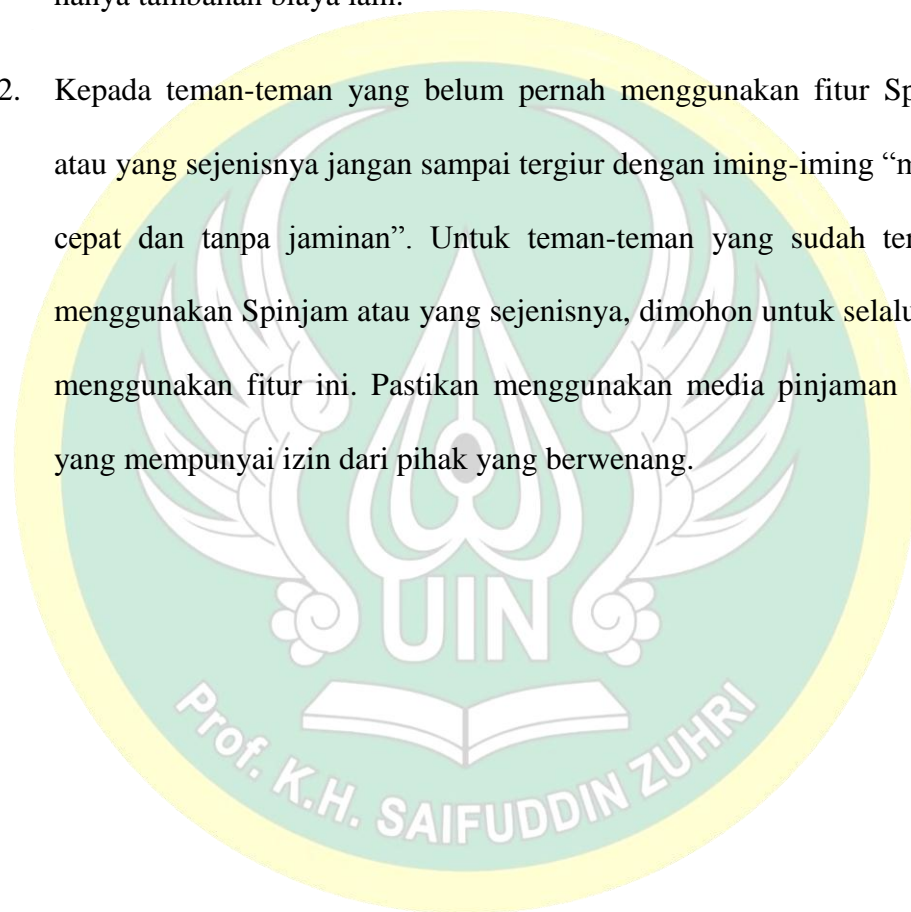 2. Kepada teman-teman yang belum pernah menggunakan fitur
atau yang sejenisnya jangan sampai tergiur dengan iming-iming
cepat dan tanpa jaminan”. Untuk teman-teman yang sudah
menggunakan Spinjam atau yang sejenisnya, dimohon untuk selalu
menggunakan fitur ini. Pastikan menggunakan media pinjaman
yang mempunyai izin dari pihak yang berwenang.
UIN
Prof. K.H. SAIFUDDIN ZUHRI